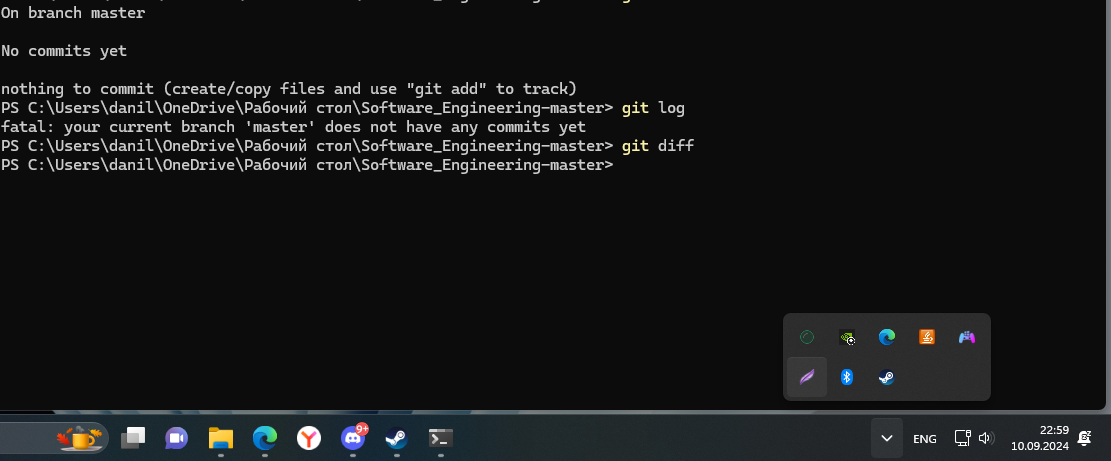 On branch master
No commits yet
nothing to commit (create/copy files and use "git add" to track)
PS C:\Users\danil\OneDrive\Рабочий стол\Software_Engineering-master> git log
fatal: your current branch 'master' does not have any commits yet
PS C:\Users\danil\OneDrive\Рабочий стол\Software_Engineering-master> git diff
PS C:\Users\danil\OneDrive\Рабочий стол\Software_Engineering-master>
9+
ENG
22:59
10.09.2024